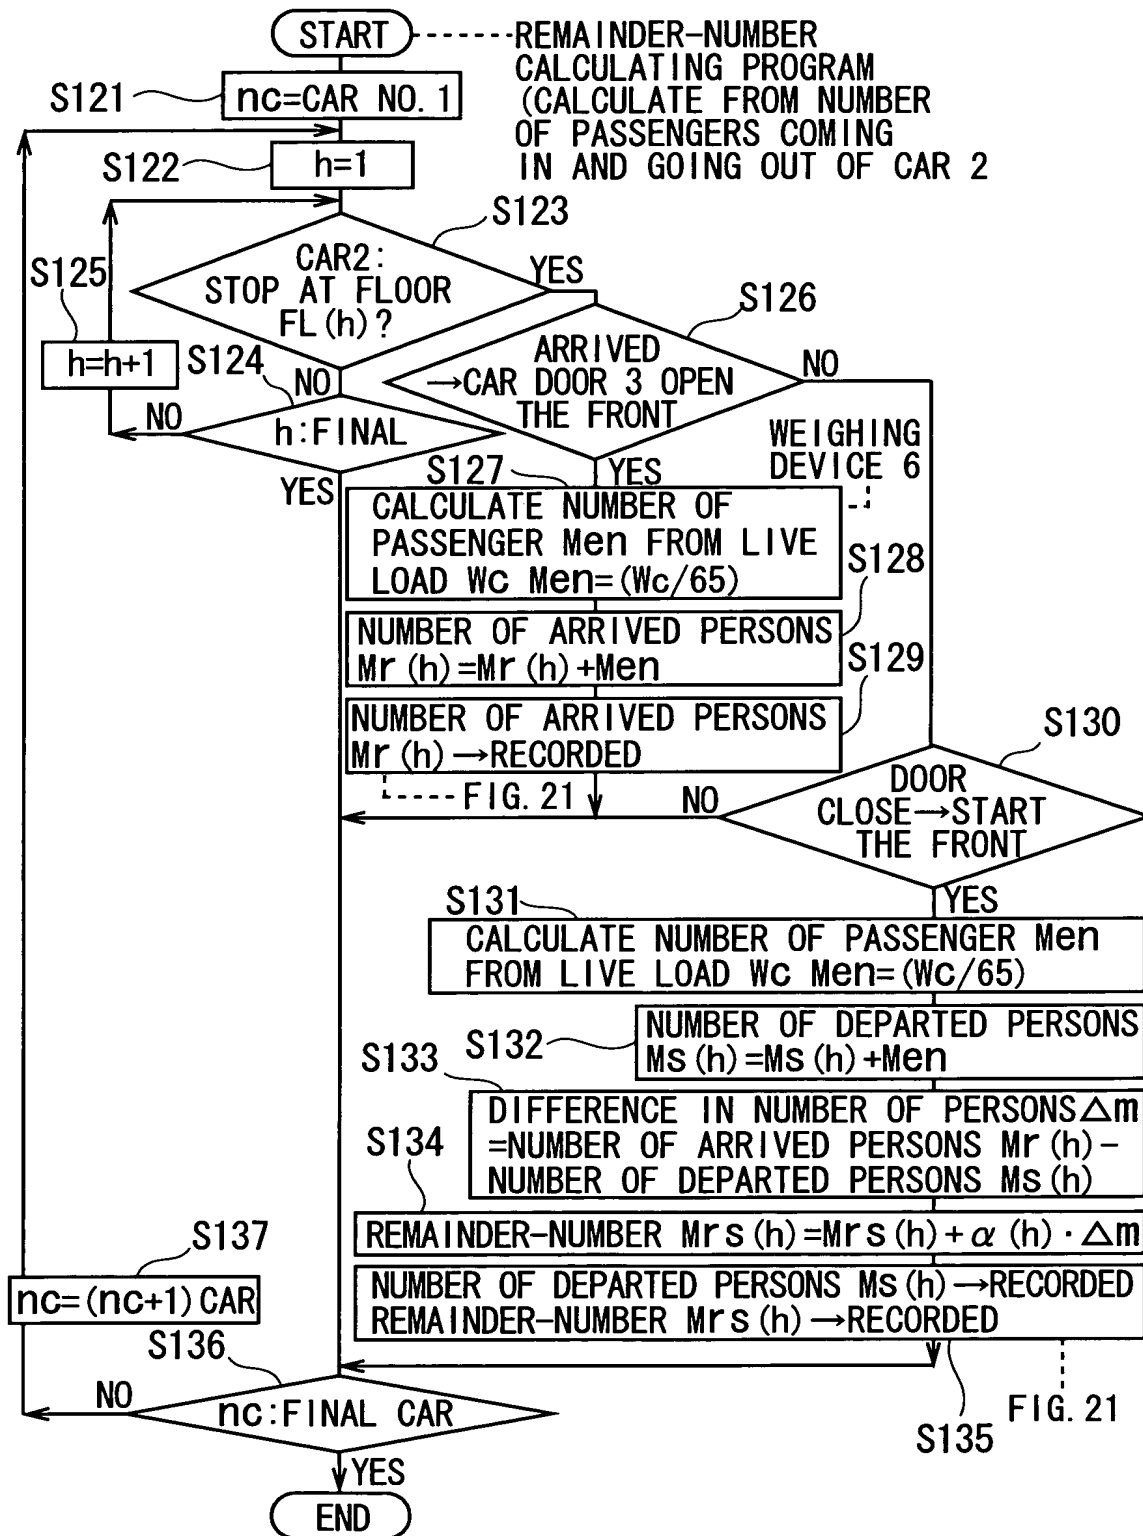 START
REMAINDER-NUMBER
CALCULATING PROGRAM
(CALCULATE FROM NUMBER
OF PASSENGERS COMING
IN AND GOING OUT OF CAR 2
S121
nc=CAR NO. 1
S122
h=1
S123
CAR2:
STOP AT FLOOR
FL(h)?
YES
NO
S125
h=h+1
S124
h:FINAL
NO
YES
S126
ARRIVED
→CAR DOOR 3 OPEN
THE FRONT
NO
YES
WEIGHING
DEVICE 6
S127
CALCULATE NUMBER OF
PASSENGER Men FROM LIVE
LOAD Wc Men=(Wc/65)
S128
NUMBER OF ARRIVED PERSONS
Mr(h)=Mr(h)+Men
S129
NUMBER OF ARRIVED PERSONS
Mr(h)→RECORDED
FIG. 21
S130
DOOR
CLOSE→START
THE FRONT
NO
YES
S131
CALCULATE NUMBER OF PASSENGER Men
FROM LIVE LOAD Wc Men=(Wc/65)
S132
NUMBER OF DEPARTED PERSONS
Ms(h)=Ms(h)+Men
S133
DIFFERENCE IN NUMBER OF PERSONS△m
=NUMBER OF ARRIVED PERSONS Mr(h)-
NUMBER OF DEPARTED PERSONS Ms(h)
S134
REMAINDER-NUMBER Mrs(h)=Mrs(h)+α(h)・△m
NUMBER OF DEPARTED PERSONS Ms(h)→RECORDED
REMAINDER-NUMBER Mrs(h)→RECORDED
S135
FIG. 21
S137
nc=(nc+1)CAR
S136
nc:FINAL CAR
NO
YES
END